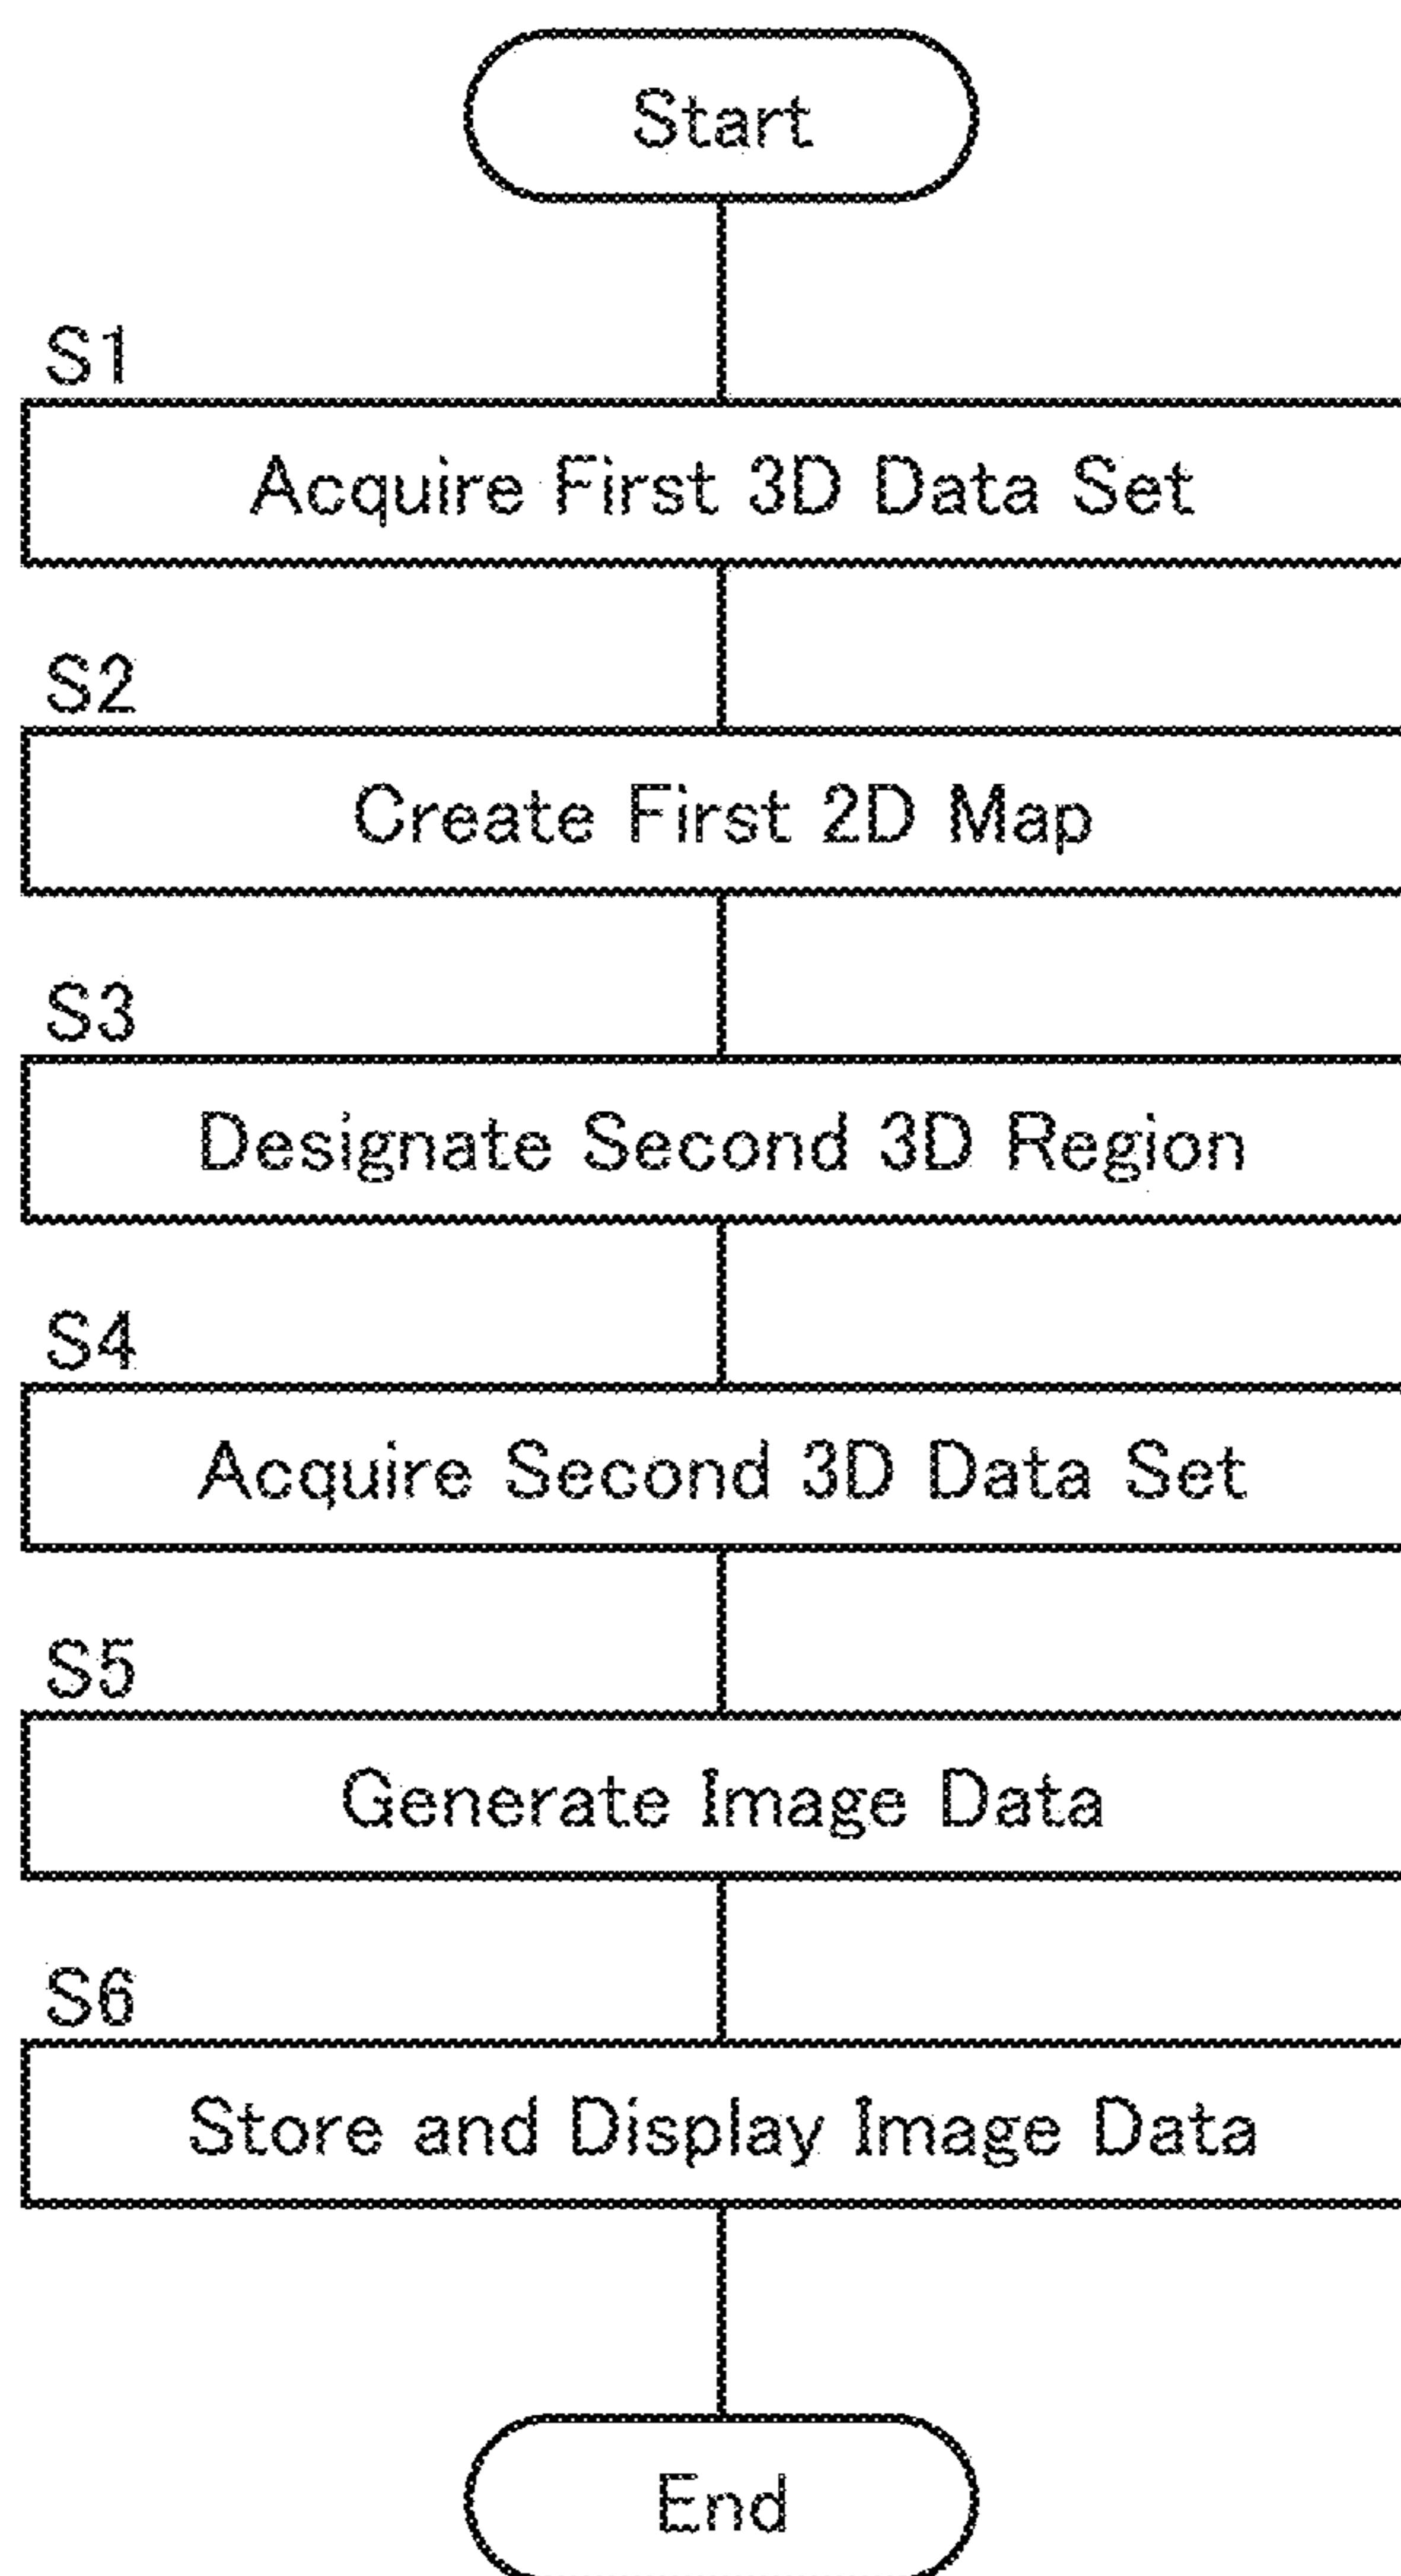 Start
S1
Acquire First 3D Data Set
S2
Create First 2D Map
S3
Designate Second 3D Region
S4
Acquire Second 3D Data Set
S5
Generate Image Data
S6
Store and Display Image Data
End